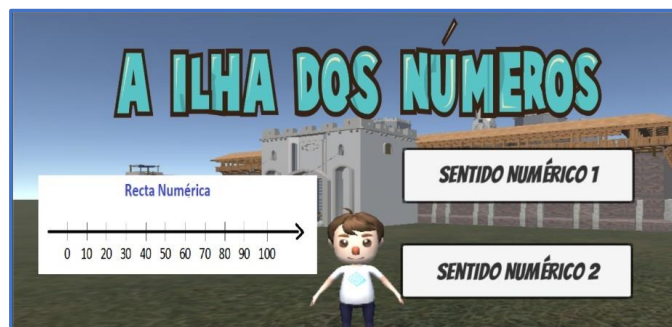 A ILHA DOS NÚMEROS
SENTIDO NUMÉRICO 1
Recta Numérica
0 10 20 30 40 50 60 70 80 90 100
SENTIDO NUMÉRICO 2